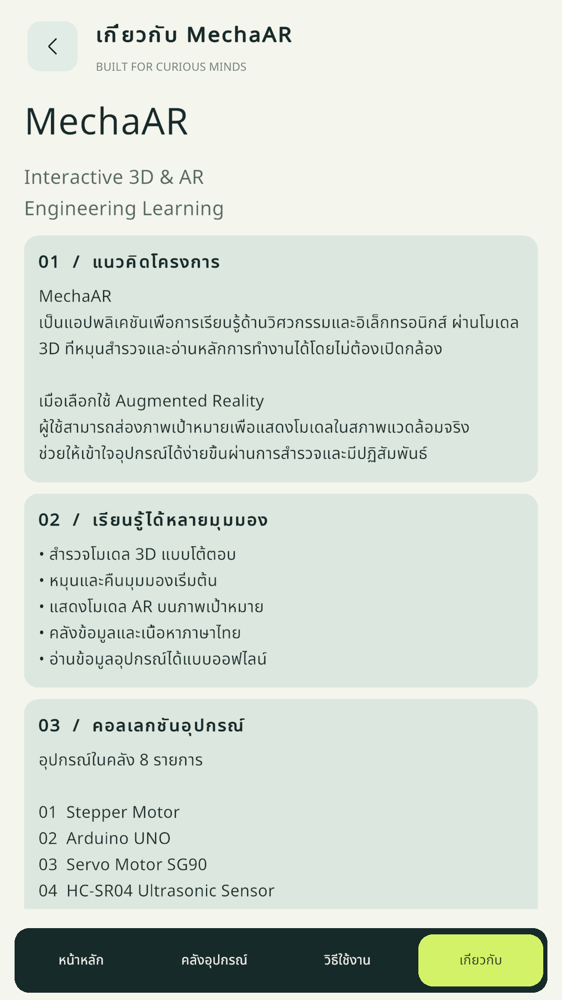 เกี่ยวกับ MechaAR
BUILT FOR CURIOUS MINDS
MechaAR
Interactive 3D & AR
Engineering Learning
01 / แนวคิดโครงการ
MechaAR
เป็นแอปพลิเคชันเพื่อการเรียนรู้ด้านวิศวกรรมและอิเล็กทรอนิกส์ ผ่านโมเดล
3D ที่หมุนสำรวจและอ่านหลักการทำงานได้โดยไม่ต้องเปิดกล้อง
เมื่อเลือกใช้ Augmented Reality
ผู้ใช้สามารถส่องภาพเป้าหมายเพื่อแสดงโมเดลในสภาพแวดล้อมจริง
ช่วยให้เข้าใจอุปกรณ์ได้ง่ายขึ้นผ่านการสำรวจและมีปฏิสัมพันธ์
02 / เรียนรู้ได้หลายมุมมอง
• สำรวจโมเดล 3D แบบโต้ตอบ
• หมุนและคืนมุมมองเริ่มต้น
• แสดงโมเดล AR บนภาพเป้าหมาย
• คลังข้อมูลและเนื้อหาภาษาไทย
• อ่านข้อมูลอุปกรณ์ได้แบบออฟไลน์
03 / คอลเลกชันอุปกรณ์
อุปกรณ์ในคลัง 8 รายการ
01 Stepper Motor
02 Arduino UNO
03 Servo Motor SG90
04 HC-SR04 Ultrasonic Sensor
หน้าหลัก
คลังอุปกรณ์
วิธีใช้งาน
เกี่ยวกับ